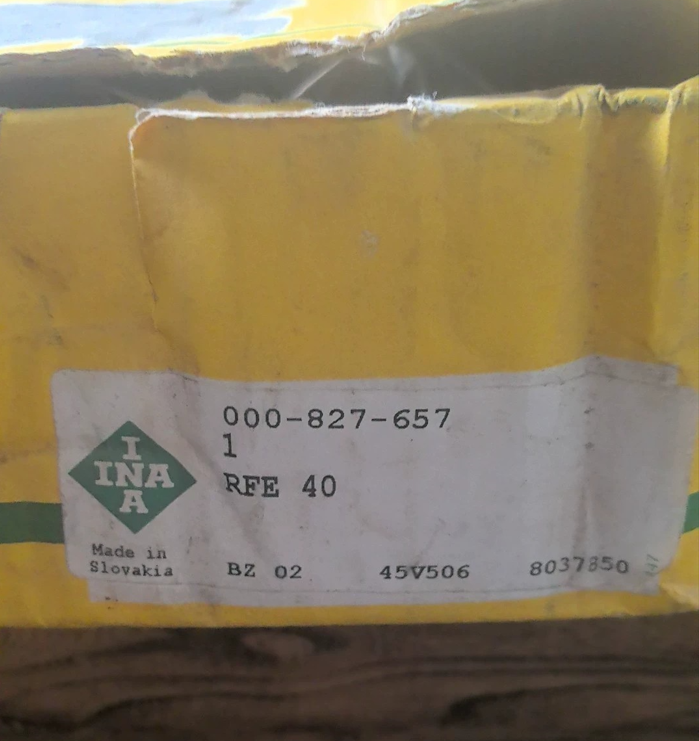 000-827-657
1
RFE 40
I
INA
A
Made in
Slovakia
BZ 02 45V506 8037850